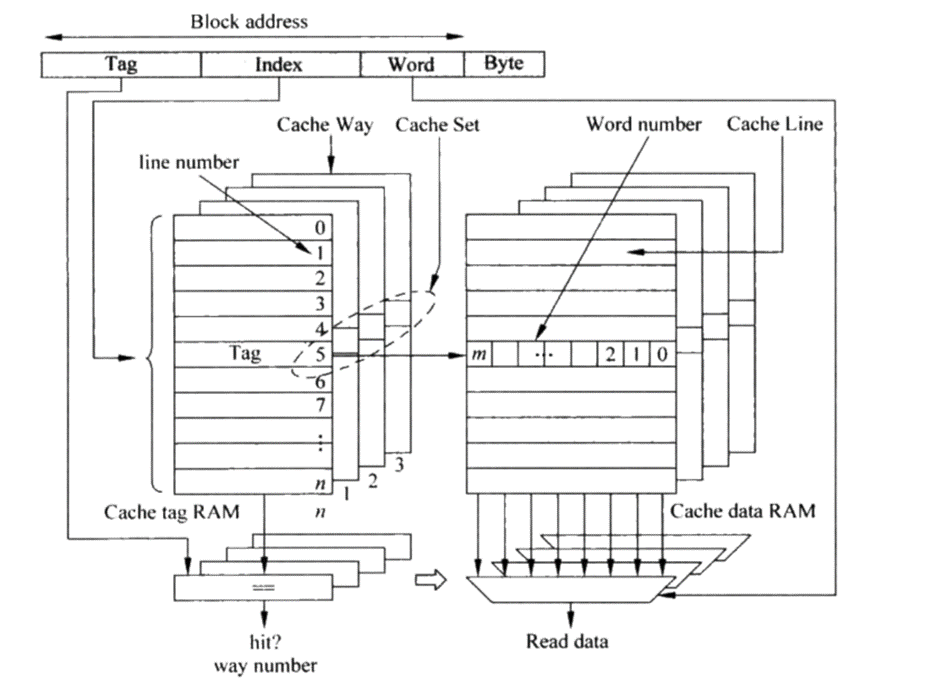 Block address
Tag Index Word Byte
Cache Way Cache Set Word number Cache Line
line number
0
1
2
3
4
Tag 5 m ... 2 1 0
6
7
⋮
n 1 2 3
Cache tag RAM n Cache data RAM
==
hit? Read data
way number